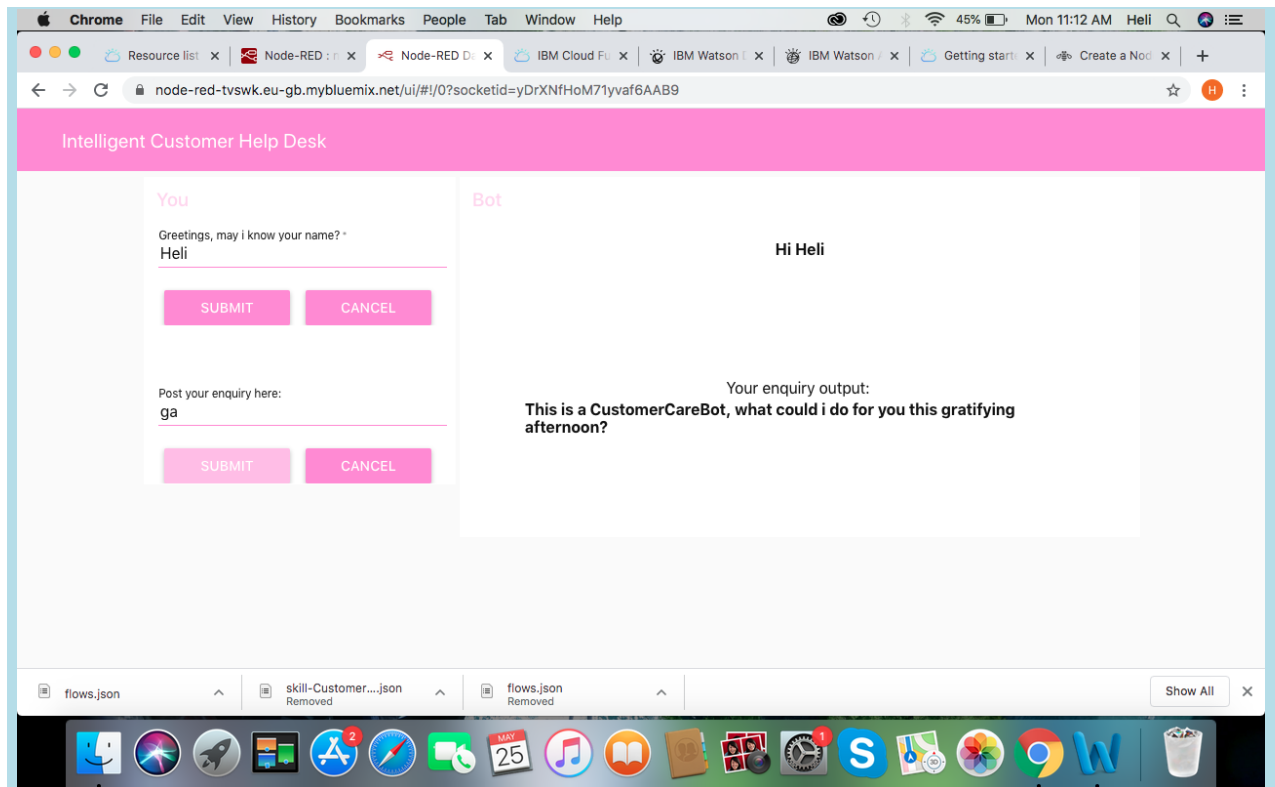 Chrome File Edit View History Bookmarks People Tab Window Help 45% Mon 11:12 AM Heli
Resource list Node-RED : n Node-RED Da IBM Cloud Fu IBM Watson IBM Watson Getting starte Create a Nod
node-red-tvswk.eu-gb.mybluemix.net/ui/#!/0?socketid=yDrXNfHoM71yvaf6AAB9 H
Intelligent Customer Help Desk
You
Greetings, may i know your name? *
Heli
SUBMIT CANCEL
Post your enquiry here:
ga
SUBMIT CANCEL
Bot
Hi Heli
Your enquiry output:
This is a CustomerCareBot, what could i do for you this gratifying
afternoon?
flows.json
skill-Customer....json
Removed
flows.json
Removed
Show All
2
MAY
25
1
S
3D
W